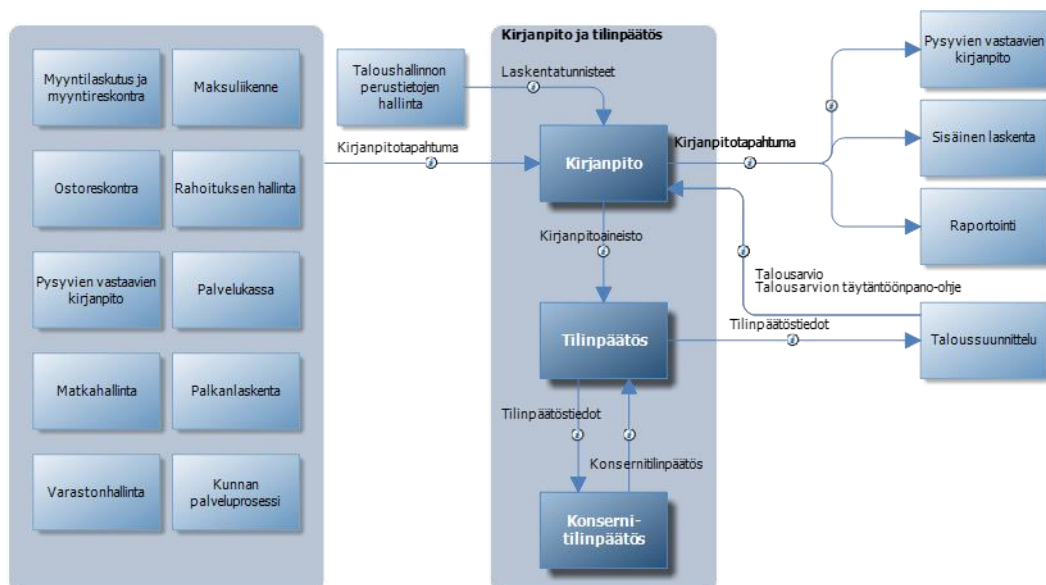 Myyntilaskutus ja
myyntireskontra
Maksuliikenne
Ostoreskontra
Rahoituksen hallinta
Pysyvien vastaavien
kirjanpito
Palvelukassa
Matkahallinta
Palkanlaskenta
Varastonhallinta
Kunnan
palveluprosessi
Taloushallinnon
perustietojen
hallinta
Kirjanpitotapahtuma
Kirjanpito ja tilinpäätös
Laskentatunnisteet
Kirjanpito
Kirjanpitoaineisto
Tilinpäätös
Tilinpäätöstiedot
Konsernitilinpäätös
Konserni-
tilinpäätös
Kirjanpitotapahtuma
Talousarvio
Talousarvion täytäntöönpano-ohje
Tilinpäätöstiedot
Pysyvien vastaavien
kirjanpito
Sisäinen laskenta
Raportointi
Taloussuunnittelu